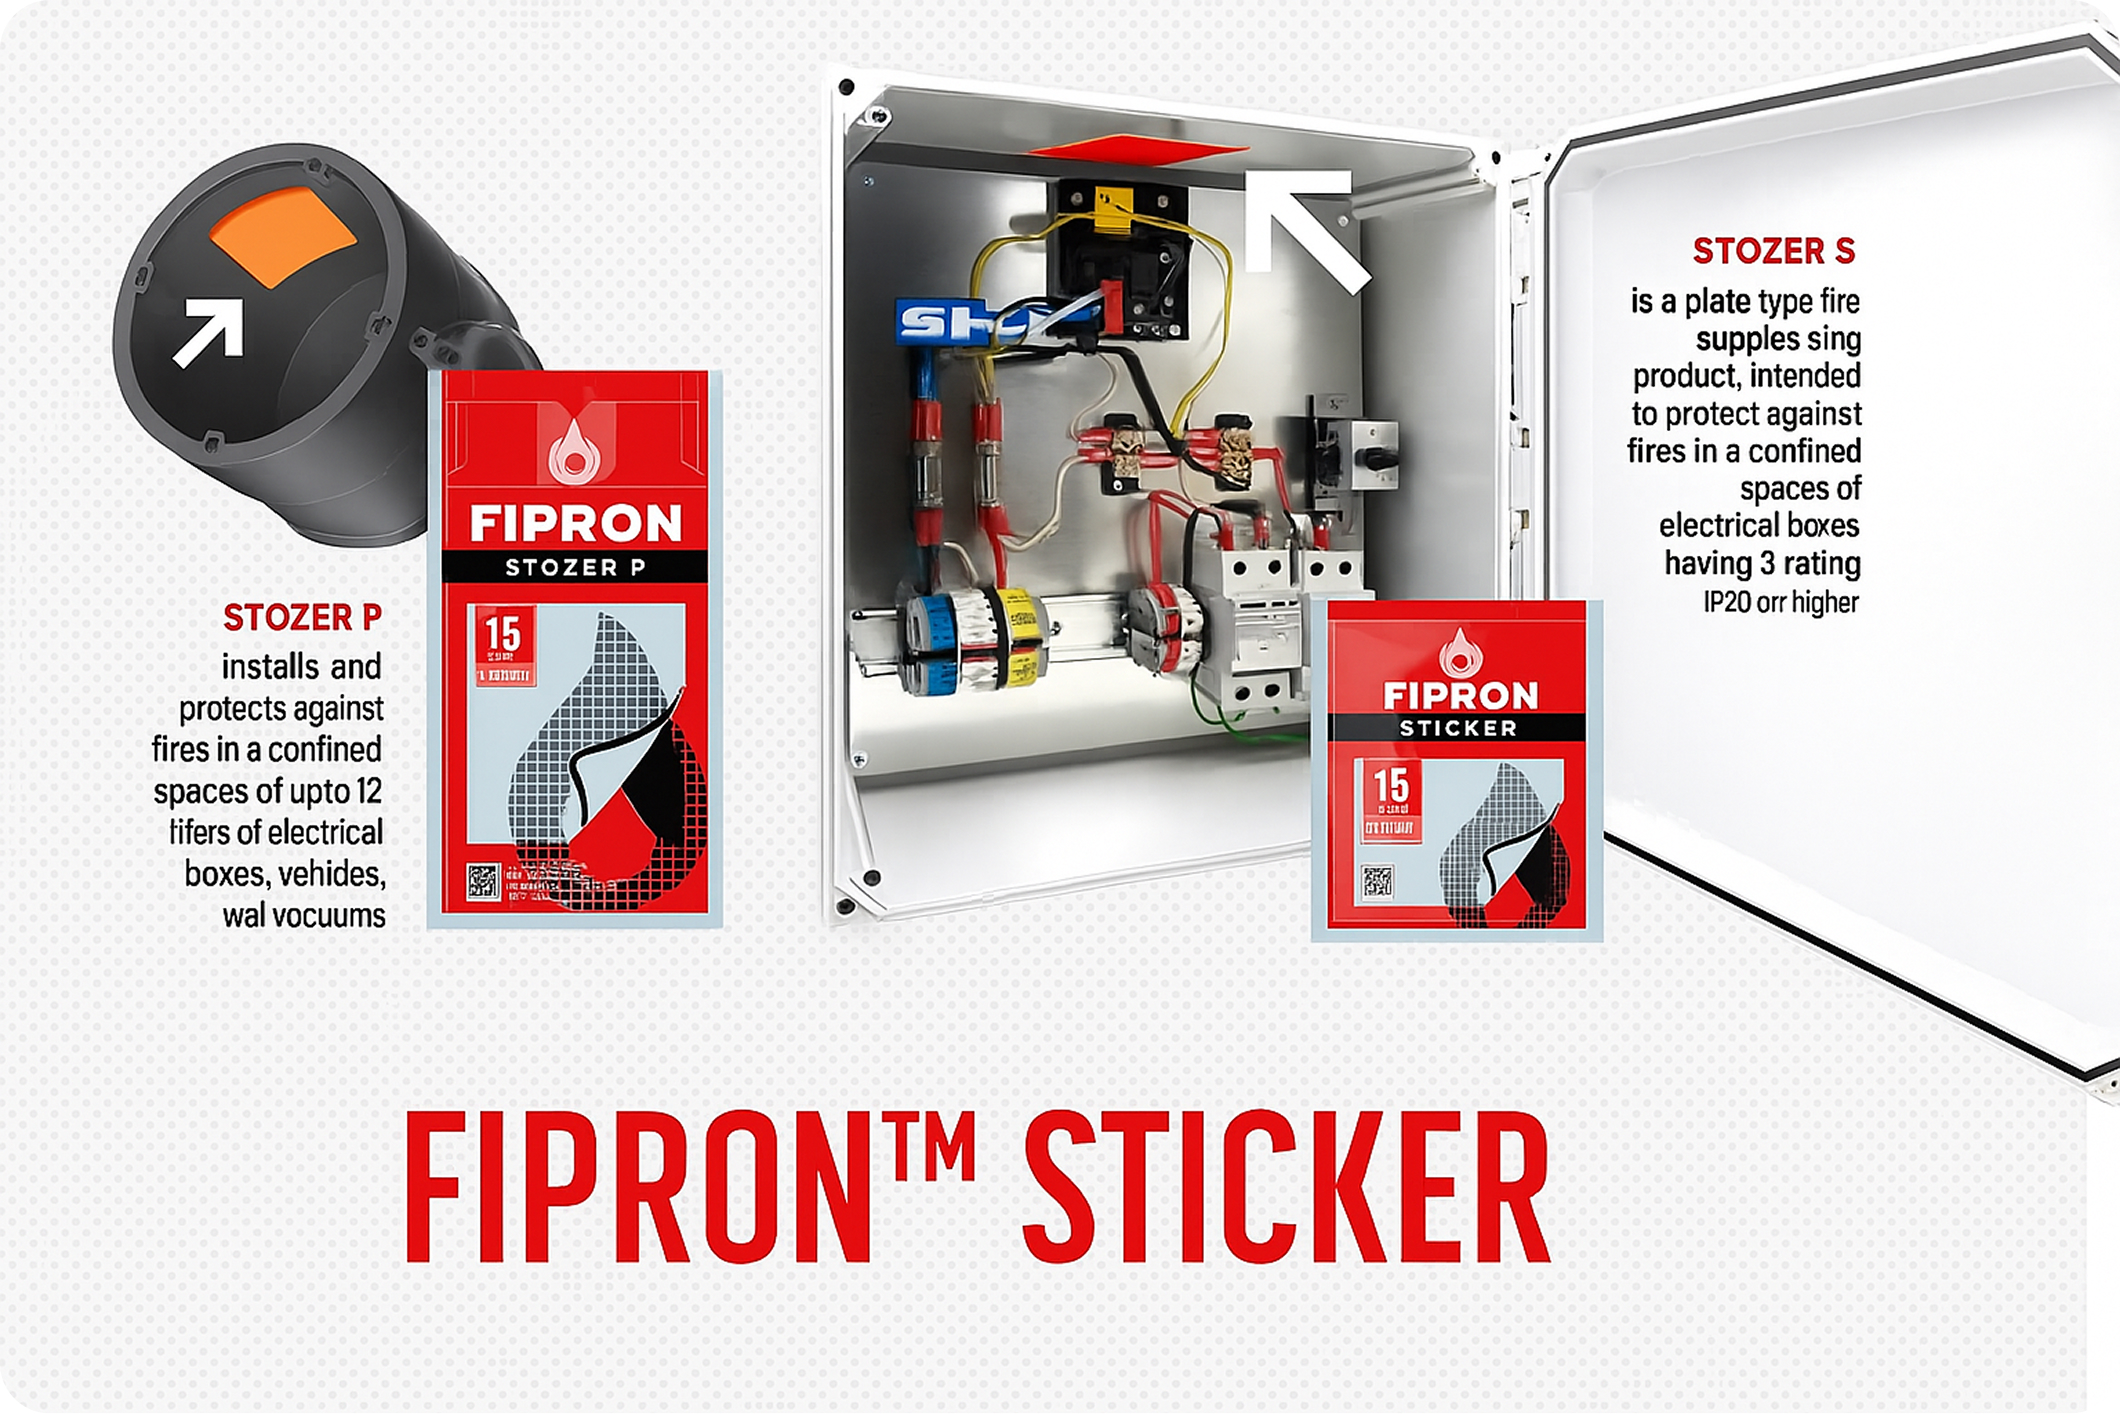 STOZER S
is a plate type fire
supples sing
product, intended
to protect against
fires in a confined
spaces of
electrical boxes
having 3 rating
IP20 orr higher
FIPRON
STOZER P
15
STOZER P
installs and
protects against
fires in a confined
spaces of upto 12
lifers of electrical
boxes, vehides,
wal vocuums
FIPRON
STICKER
15
FIPRON™ STICKER